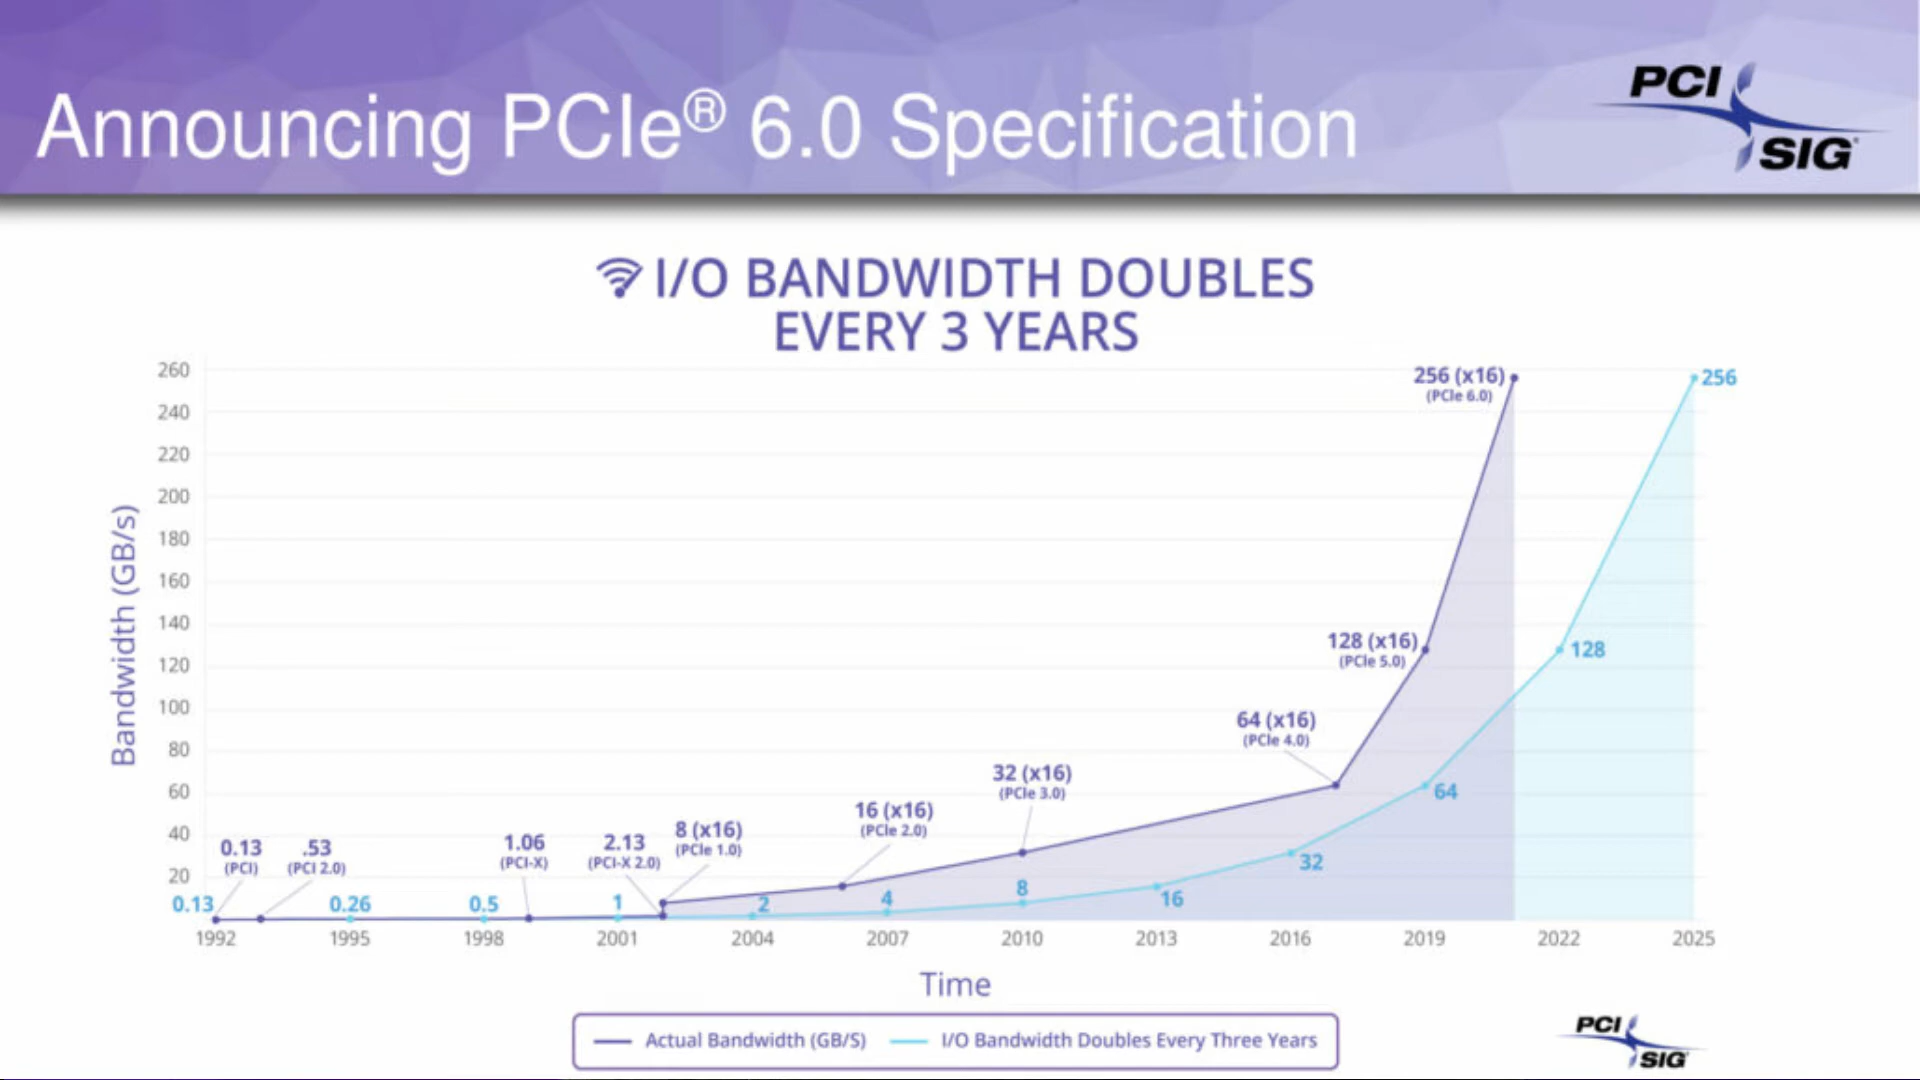 Announcing PCIe® 6.0 Specification
PCI
SIG
I/O BANDWIDTH DOUBLES
EVERY 3 YEARS
Bandwidth (GB/s)
260
240
220
200
180
160
140
120
100
80
60
40
20
0.13
(PCI)
.53
(PCI 2.0)
1.06
(PCI-X)
2.13
(PCI-X 2.0)
8 (x16)
(PCIe 1.0)
16 (x16)
(PCIe 2.0)
32 (x16)
(PCIe 3.0)
64 (x16)
(PCIe 4.0)
128 (x16)
(PCIe 5.0)
256 (x16)
(PCIe 6.0)
0.13
0.26
0.5
1
2
4
8
16
32
64
128
256
1992 1995 1998 2001 2004 2007 2010 2013 2016 2019 2022 2025
Time
Actual Bandwidth (GB/S) I/O Bandwidth Doubles Every Three Years
PCI
SIG